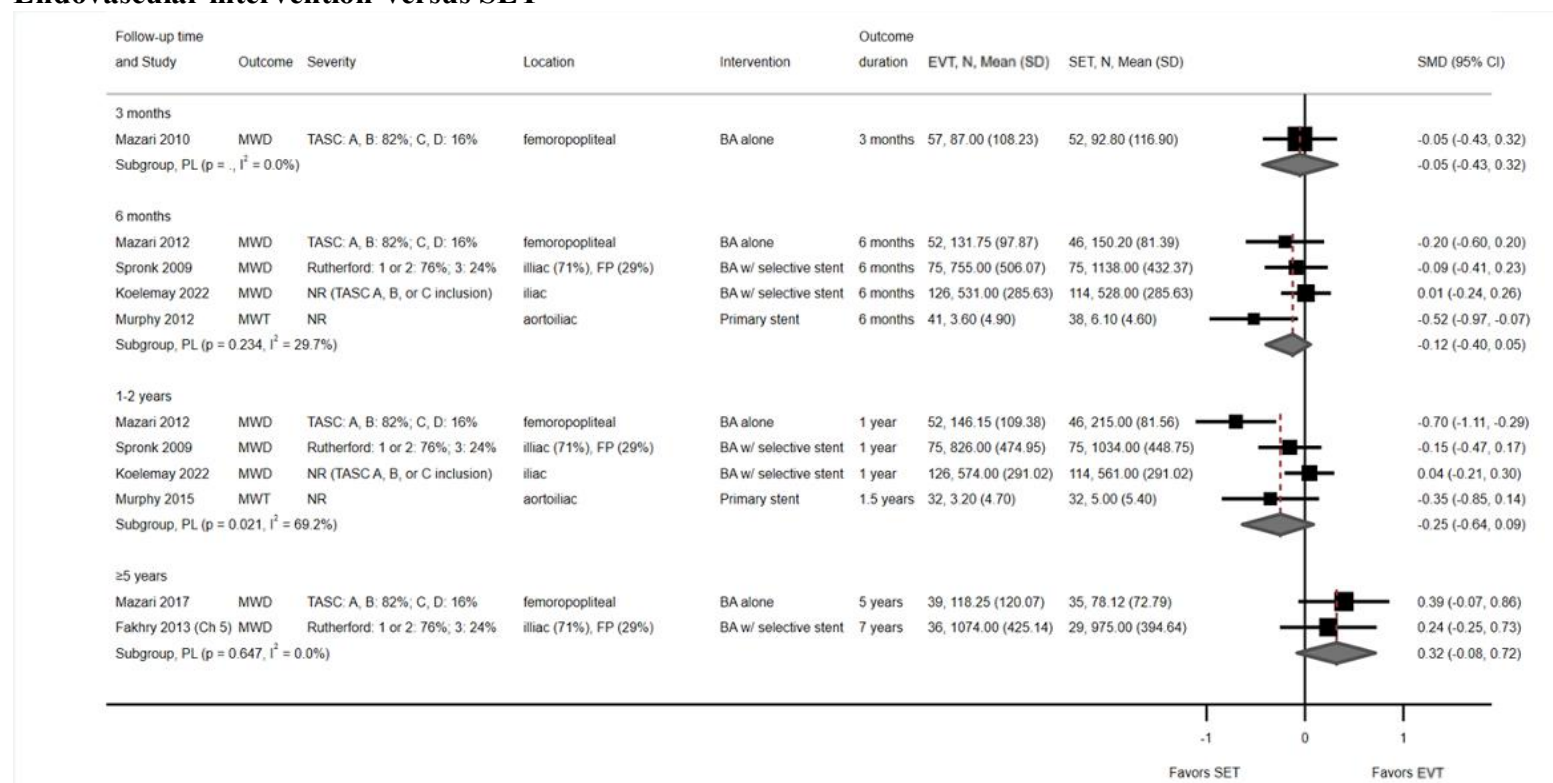 Endovascular intervention versus SET
Follow-up time Outcome
and Study Outcome Severity Location Intervention duration EVT, N, Mean (SD) SET, N, Mean (SD) SMD (95% CI)
3 months
Mazari 2010 MWD TASC: A, B: 82%; C, D: 16% femoropopliteal BA alone 3 months 57, 87.00 (108.23) 52, 92.80 (116.90) -0.05 (-0.43, 0.32)
Subgroup, PL (p = ., I² = 0.0%) -0.05 (-0.43, 0.32)
6 months
Mazari 2012 MWD TASC: A, B: 82%; C, D: 16% femoropopliteal BA alone 6 months 52, 131.75 (97.87) 46, 150.20 (81.39) -0.20 (-0.60, 0.20)
Spronk 2009 MWD Rutherford: 1 or 2: 76%; 3: 24% illiac (71%), FP (29%) BA w/ selective stent 6 months 75, 755.00 (506.07) 75, 1138.00 (432.37) -0.09 (-0.41, 0.23)
Koelemay 2022 MWD NR (TASC A, B, or C inclusion) iliac BA w/ selective stent 6 months 126, 531.00 (285.63) 114, 528.00 (285.63) 0.01 (-0.24, 0.26)
Murphy 2012 MWT NR aortoiliac Primary stent 6 months 41, 3.60 (4.90) 38, 6.10 (4.60) -0.52 (-0.97, -0.07)
Subgroup, PL (p = 0.234, I² = 29.7%) -0.12 (-0.40, 0.05)
1-2 years
Mazari 2012 MWD TASC: A, B: 82%; C, D: 16% femoropopliteal BA alone 1 year 52, 146.15 (109.38) 46, 215.00 (81.56) -0.70 (-1.11, -0.29)
Spronk 2009 MWD Rutherford: 1 or 2: 76%; 3: 24% illiac (71%), FP (29%) BA w/ selective stent 1 year 75, 826.00 (474.95) 75, 1034.00 (448.75) -0.15 (-0.47, 0.17)
Koelemay 2022 MWD NR (TASC A, B, or C inclusion) iliac BA w/ selective stent 1 year 126, 574.00 (291.02) 114, 561.00 (291.02) 0.04 (-0.21, 0.30)
Murphy 2015 MWT NR aortoiliac Primary stent 1.5 years 32, 3.20 (4.70) 32, 5.00 (5.40) -0.35 (-0.85, 0.14)
Subgroup, PL (p = 0.021, I² = 69.2%) -0.25 (-0.64, 0.09)
≥5 years
Mazari 2017 MWD TASC: A, B: 82%; C, D: 16% femoropopliteal BA alone 5 years 39, 118.25 (120.07) 35, 78.12 (72.79) 0.39 (-0.07, 0.86)
Fakhry 2013 (Ch 5) MWD Rutherford: 1 or 2: 76%; 3: 24% illiac (71%), FP (29%) BA w/ selective stent 7 years 36, 1074.00 (425.14) 29, 975.00 (394.64) 0.24 (-0.25, 0.73)
Subgroup, PL (p = 0.647, I² = 0.0%) 0.32 (-0.08, 0.72)
-1 0 1
Favors SET Favors EVT